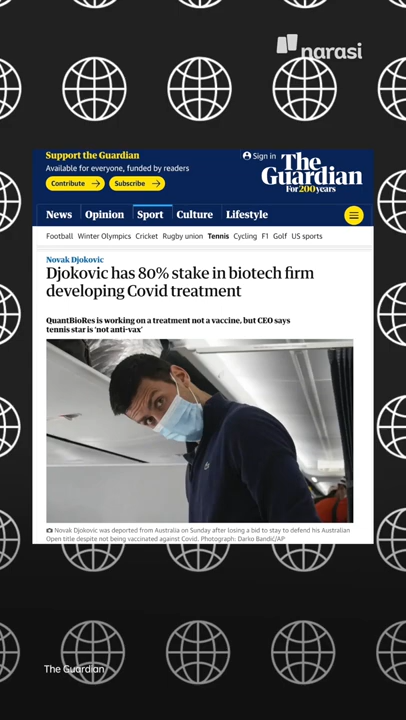 narasi
Support the Guardian
Available for everyone, funded by readers
Contribute →
Subscribe →
Sign in
The
Guardian
For 200 years
News Opinion Sport Culture Lifestyle
Football Winter Olympics Cricket Rugby union Tennis Cycling F1 Golf US sports
Novak Djokovic
Djokovic has 80% stake in biotech firm
developing Covid treatment
QuantBioRes is working on a treatment not a vaccine, but CEO says
tennis star is ‘not anti-vax’
Novak Djokovic was deported from Australia on Sunday after losing a bid to stay to defend his Australian
Open title despite not being vaccinated against Covid. Photograph: Darko Bandić/AP
The Guardian